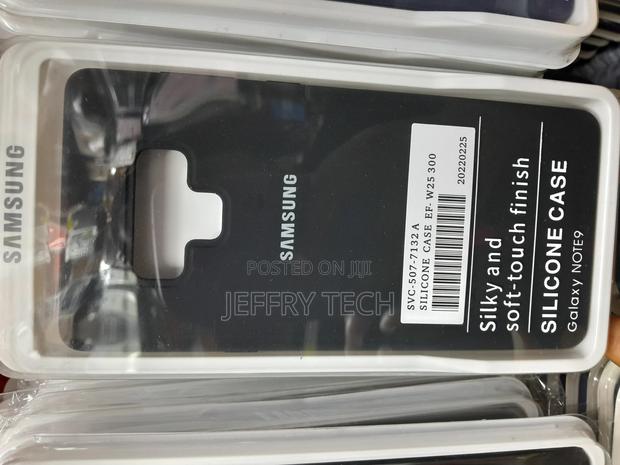 SAMSUNG
SAMSUNG
POSTED ON JIJI
JEFFRY TECH
SVC-507-7132 A
SILICONE CASE EF- W25 300
20220225
Silky and
soft-touch finish
SILICONE CASE
Galaxy NOTE9